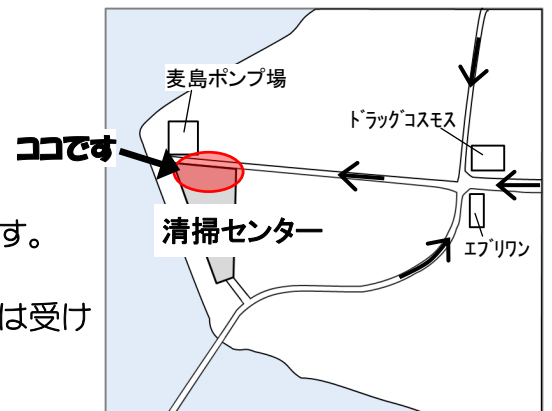 麦島ポンプ場
ドラッグコスモス
ココです
清掃センター
す。
エブリワン
は受け